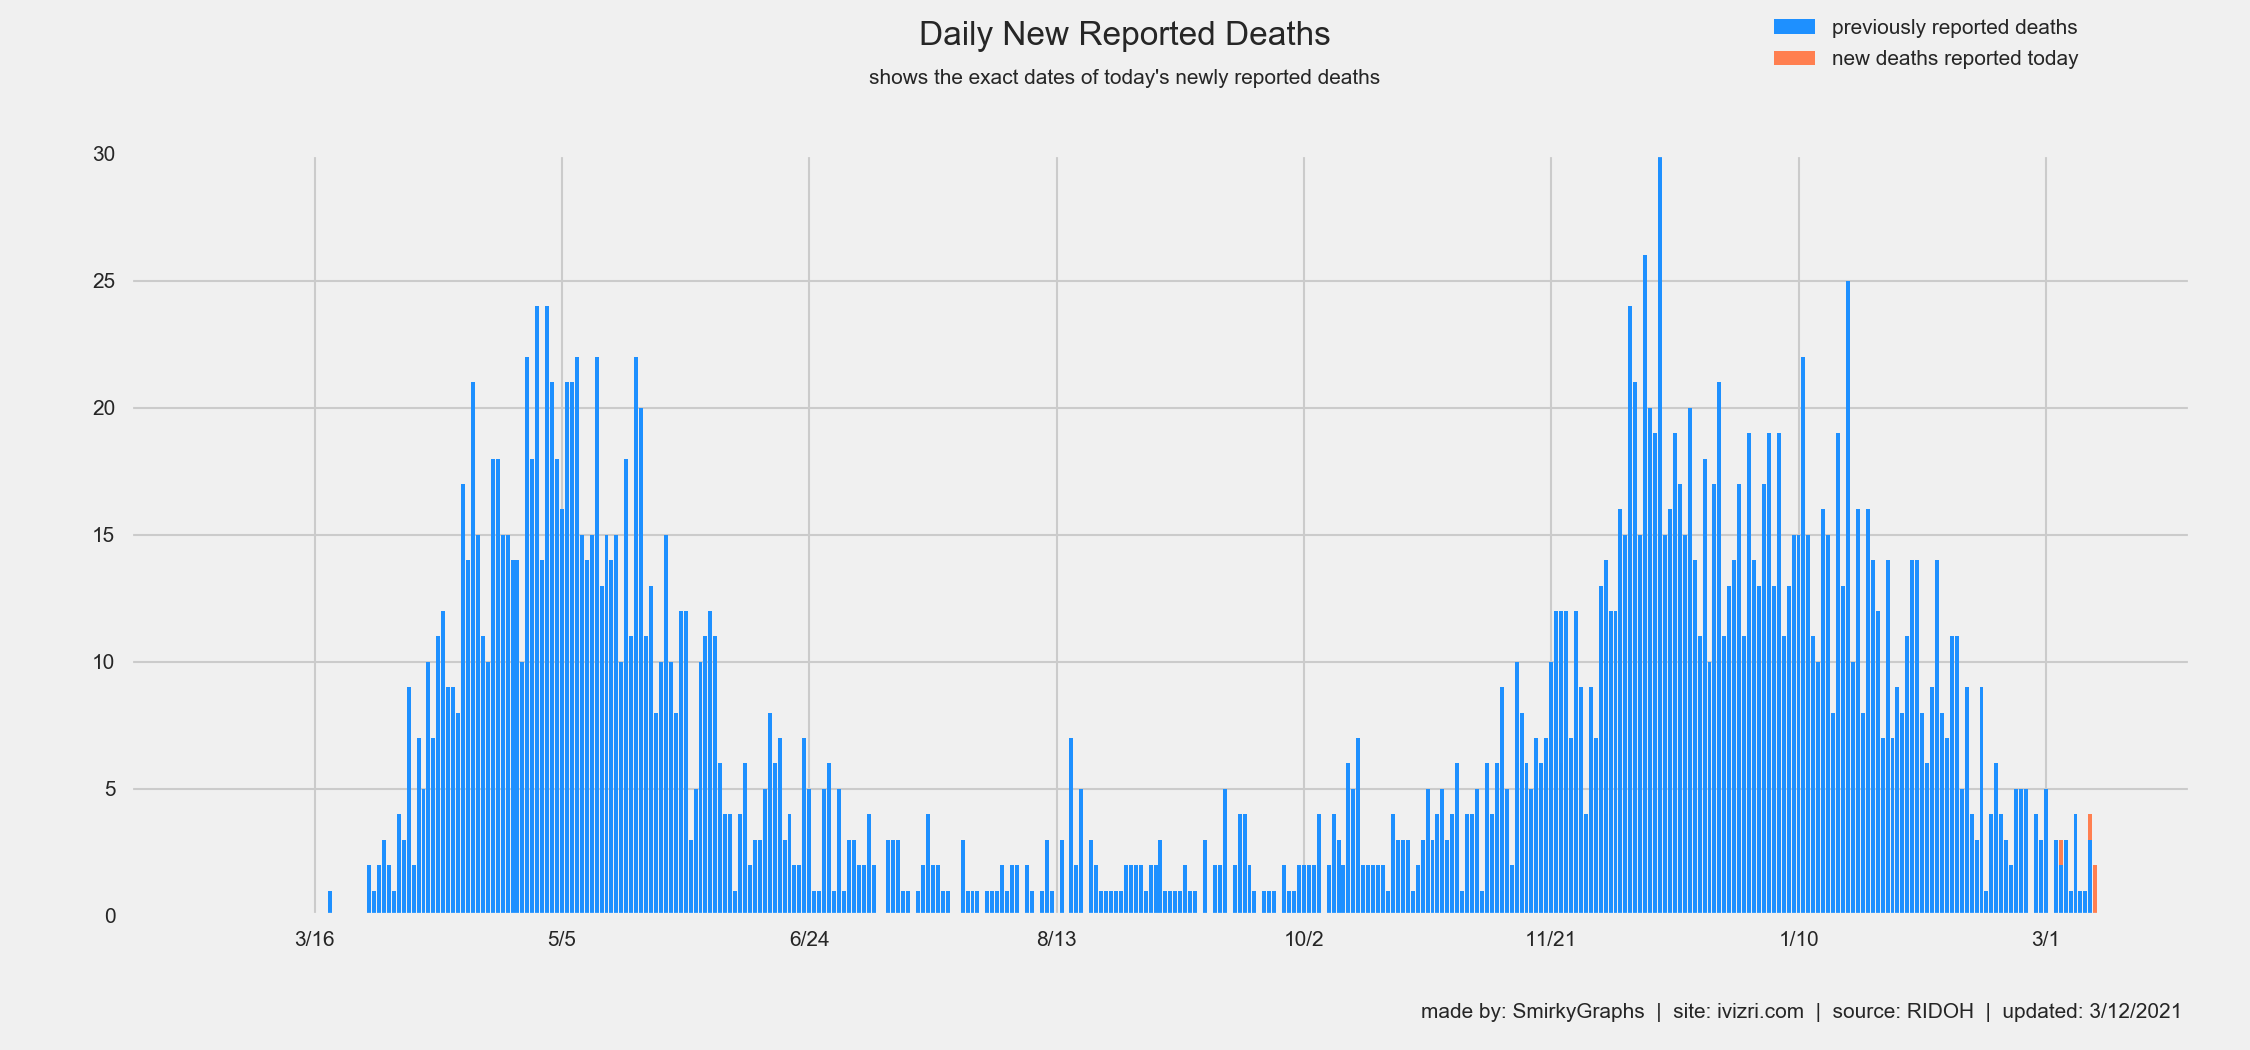 Daily New Reported Deaths
shows the exact dates of today's newly reported deaths
previously reported deaths
new deaths reported today
30
25
20
15
10
5
0
3/16 5/5 6/24 8/13 10/2 11/21 1/10 3/1
made by: SmirkyGraphs | site: ivizri.com | source: RIDOH | updated: 3/12/2021